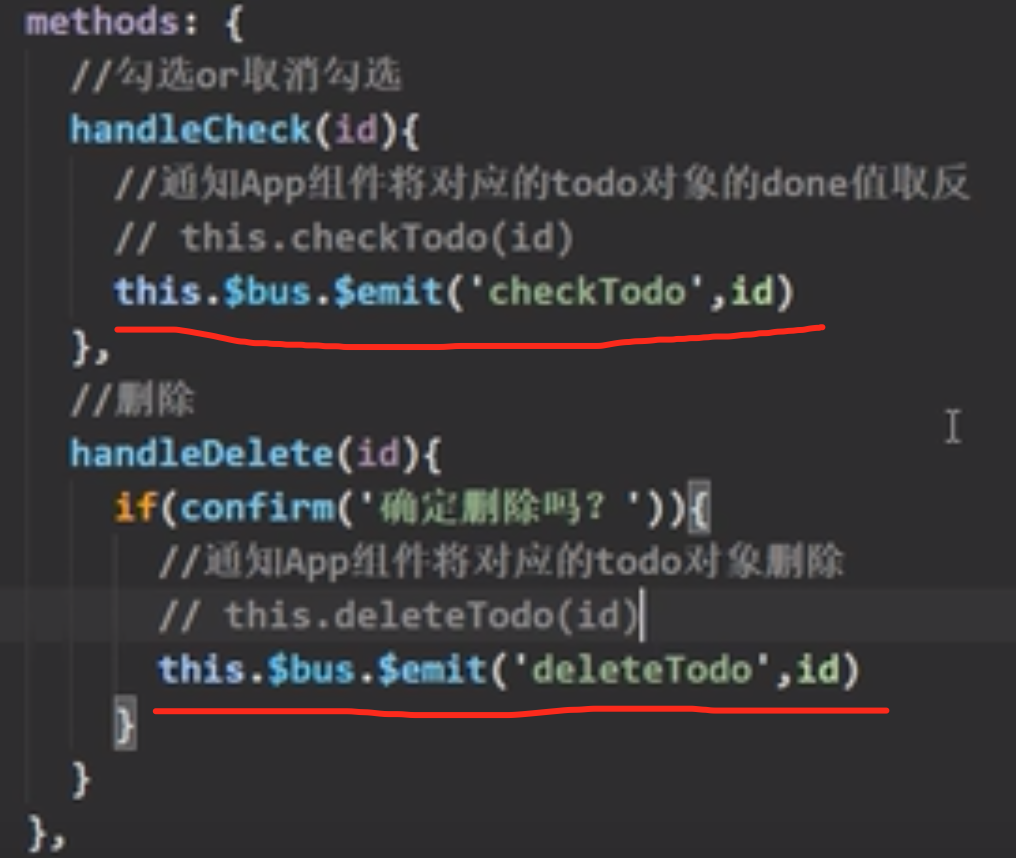 methods: {
//勾选or取消勾选
handleCheck(id){
//通知App组件将对应的todo对象的done值取反
// this.checkTodo(id)
this.$bus.$emit('checkTodo',id)
},
//删除
handleDelete(id){
if(confirm('确定删除吗？')){
//通知App组件将对应的todo对象删除
// this.deleteTodo(id)
this.$bus.$emit('deleteTodo',id)
}
}
},